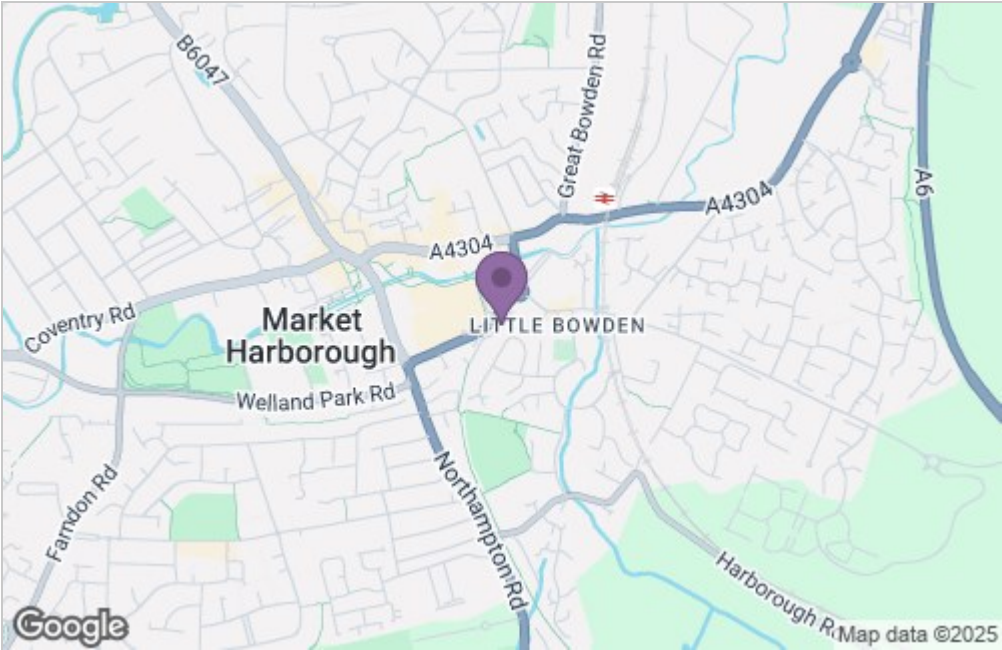 B6047
Great Bowden Rd
A6
A4304
A4304
Coventry Rd
Market
Harborough
LITTLE BOWDEN
Welland Park Rd
Farndon Rd
Northampton Rd
Harborough R
Google
Map data ©2025